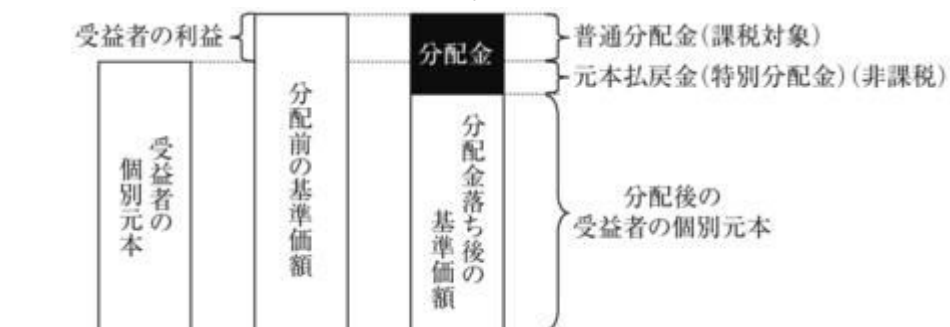 受益者の利益
分配金
普通分配金(課税対象)
元本払戻金(特別分配金)(非課税)
受益者の
個別元本
分配前の基準価額
分配金落ち後の
基準価額
分配後の
受益者の個別元本